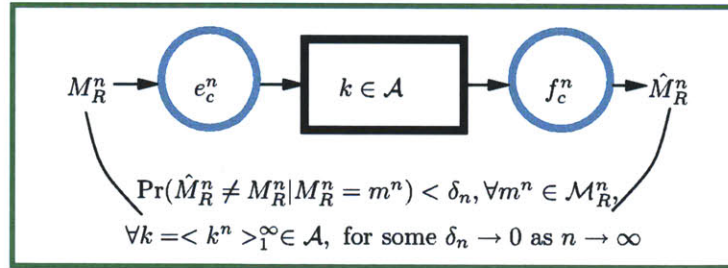 M_R^n e_c^n k ∈ 𝒜 f_c^n M̂_R^n
Pr(M̂_R^n ≠ M_R^n|M_R^n = m^n) < δ_n, ∀m^n ∈ ℳ_R^n,
∀k =< k^n >_1^∞∈ 𝒜, for some δ_n → 0 as n → ∞